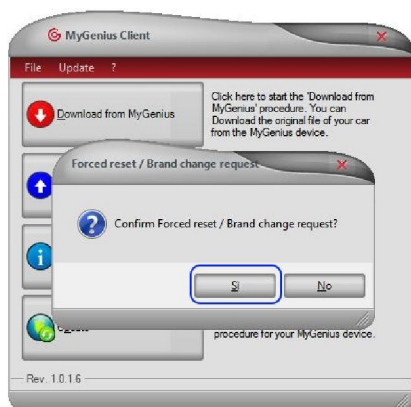 MyGenius Client
File Update ?
Download from MyGenius
Click here to start the 'Download from
MyGenius' procedure. You can
Download the original file of your car
from the MyGenius device.
Forced reset / Brand change request
Confirm Forced reset / Brand change request?
Si
No
procedure for your MyGenius device.
Rev. 1.0.1.6